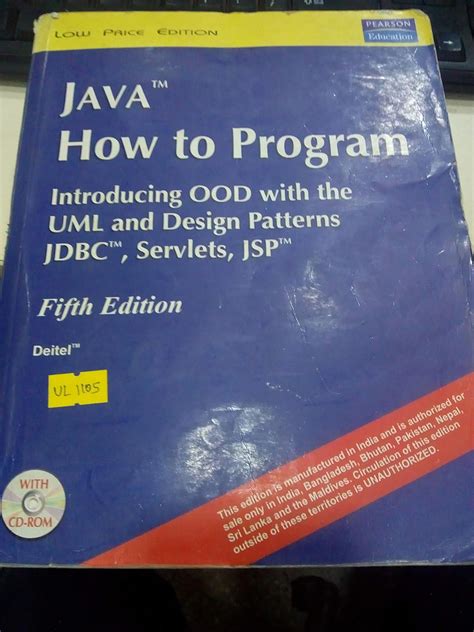 LOW PRICE EDITION
PEARSON
Education
JAVA™
How to Program
Introducing OOD with the
UML and Design Patterns
JDBC™, Servlets, JSP™
Fifth Edition
Deitel™
UL 1105
This edition is manufactured in India and is authorized for
sale only in India, Bangladesh, Bhutan, Pakistan, Nepal,
Sri Lanka and the Maldives. Circulation of this edition
outside of these territories is UNAUTHORIZED.
WITH
CD-ROM